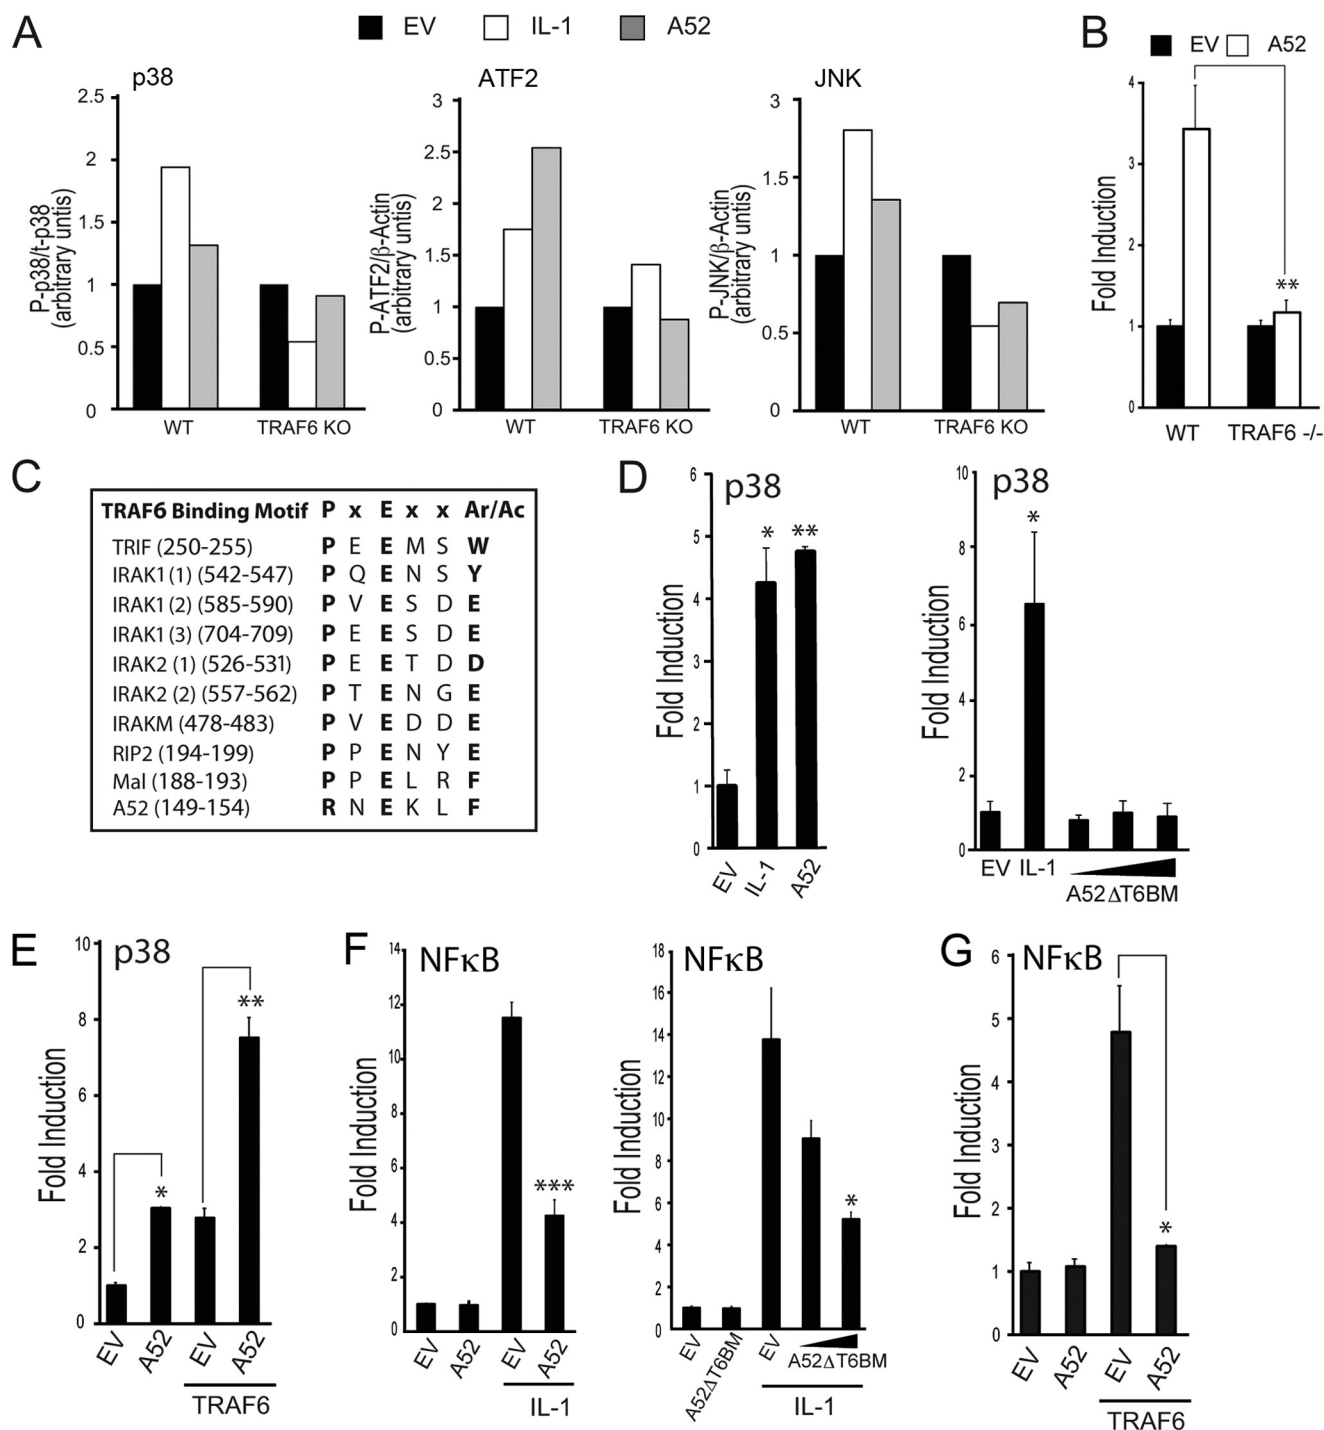 A
EV IL-1 A52
B
EV A52
p38
2.5
2
1.5
1
0.5
0
P-p38/t-p38
(arbitrary untis)
WT TRAF6 KO
ATF2
3
2.5
2
1.5
1
0.5
0
P-ATF2/β-Actin
(arbitrary untis)
WT TRAF6 KO
JNK
3
1.5
1
0.5
0
P-JNK/β-Actin
(arbitrary untis)
WT TRAF6 KO
4
3
2
1
0
Fold Induction
**
WT TRAF6 -/-
C
TRAF6 Binding Motif P x E x x Ar/Ac
TRIF (250-255) P E E M S W
IRAK1 (1) (542-547) P Q E N S Y
IRAK1 (2) (585-590) P V E S D E
IRAK1 (3) (704-709) P E E S D E
IRAK2 (1) (526-531) P E E T D D
IRAK2 (2) (557-562) P T E N G E
IRAKM (478-483) P V E D D E
RIP2 (194-199) P P E N Y E
Mal (188-193) P P E L R F
A52 (149-154) R N E K L F
D
p38
6
5
4
3
2
1
0
Fold Induction
* **
EV IL-1 A52
p38
10
8
6
4
2
0
Fold Induction
*
EV IL-1
A52ΔT6BM
E
p38
10
8
6
4
2
0
Fold Induction
* **
EV A52 EV A52
TRAF6
F
NFκB
14
12
10
8
6
4
2
0
Fold Induction
***
EV A52 EV A52
IL-1
NFκB
18
16
14
12
10
8
6
4
2
0
Fold Induction
*
EV A52ΔT6BM EV A52ΔT6BM
IL-1
G
NFκB
6
5
4
3
2
1
0
Fold Induction
*
EV A52 EV A52
TRAF6